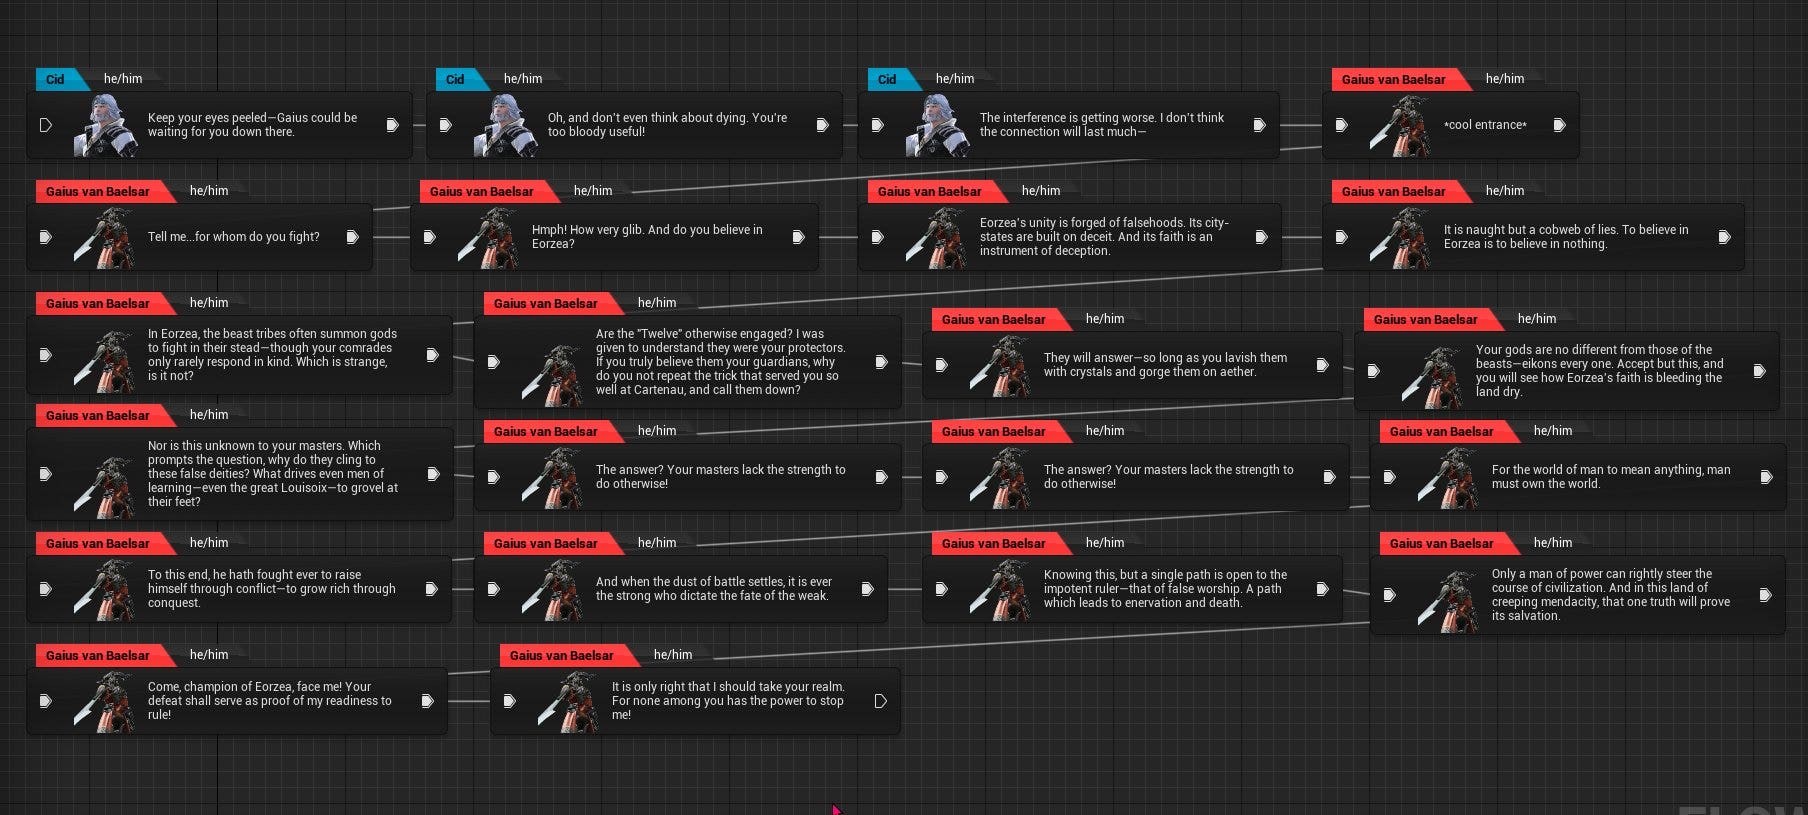 Cid he/him
Keep your eyes peeled—Gaius could be
waiting for you down there.
Cid he/him
Oh, and don't even think about dying. You're
too bloody useful!
Cid he/him
The interference is getting worse. I don't think
the connection will last much—
Gaius van Baelsar he/him
*cool entrance*
Gaius van Baelsar he/him
Tell me...for whom do you fight?
Gaius van Baelsar he/him
Hmph! How very glib. And do you believe in
Eorzea?
Gaius van Baelsar he/him
Eorzea's unity is forged of falsehoods. Its city-
states are built on deceit. And its faith is an
instrument of deception.
Gaius van Baelsar he/him
It is naught but a cobweb of lies. To believe in
Eorzea is to believe in nothing.
Gaius van Baelsar he/him
In Eorzea, the beast tribes often summon gods
to fight in their stead—though your comrades
only rarely respond in kind. Which is strange,
is it not?
Gaius van Baelsar he/him
Are the "Twelve" otherwise engaged? I was
given to understand they were your protectors.
If you truly believe them your guardians, why
do you not repeat the trick that served you so
well at Cartenau, and call them down?
Gaius van Baelsar he/him
They will answer—so long as you lavish them
with crystals and gorge them on aether.
Gaius van Baelsar he/him
Your gods are no different from those of the
beasts—eikons every one. Accept but this, and
you will see how Eorzea's faith is bleeding the
land dry.
Gaius van Baelsar he/him
Nor is this unknown to your masters. Which
prompts the question, why do they cling to
these false deities? What drives even men of
learning—even the great Louisoix—to grovel at
their feet?
Gaius van Baelsar he/him
The answer? Your masters lack the strength to
do otherwise!
Gaius van Baelsar he/him
The answer? Your masters lack the strength to
do otherwise!
Gaius van Baelsar he/him
For the world of man to mean anything, man
must own the world.
Gaius van Baelsar he/him
To this end, he hath fought ever to raise
himself through conflict—to grow rich through
conquest.
Gaius van Baelsar he/him
And when the dust of battle settles, it is ever
the strong who dictate the fate of the weak.
Gaius van Baelsar he/him
Knowing this, but a single path is open to the
impotent ruler—that of false worship. A path
which leads to enervation and death.
Gaius van Baelsar he/him
Only a man of power can rightly steer the
course of civilization. And in this land of
creeping mendacity, that one truth will prove
its salvation.
Gaius van Baelsar he/him
Come, champion of Eorzea, face me! Your
defeat shall serve as proof of my readiness to
rule!
Gaius van Baelsar he/him
It is only right that I should take your realm.
For none among you has the power to stop
me!